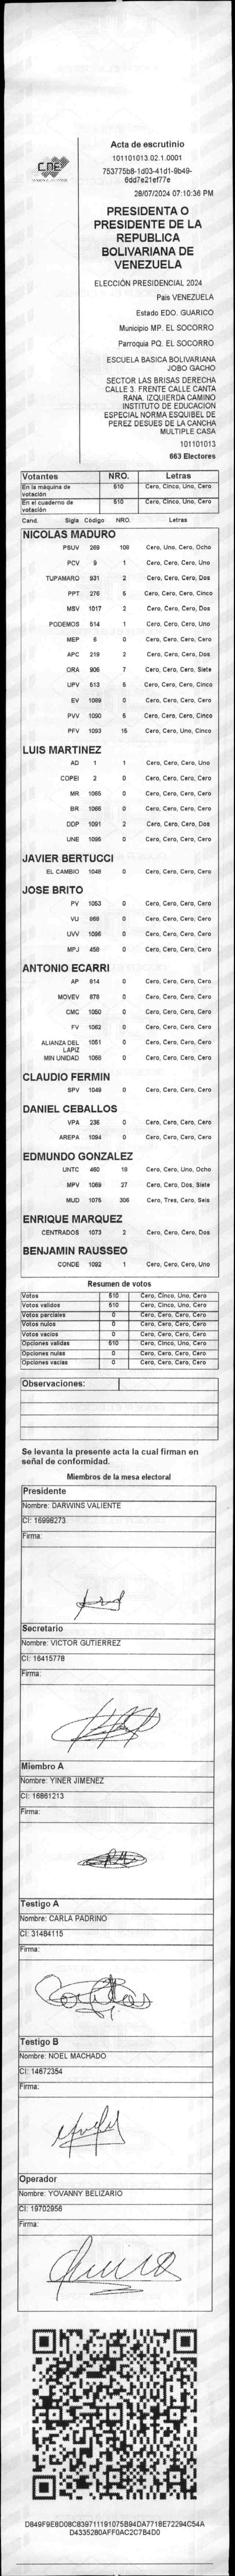 Acta de escrutinio
CNE
101101013.02.1.0001
753775b8-1d03-41d1-9b49-
6dd7e21ef77e
28/07/2024 07:10:36 PM
PRESIDENTA O
PRESIDENTE DE LA
REPUBLICA
BOLIVARIANA DE
VENEZUELA
ELECCIÓN PRESIDENCIAL 2024
Pais VENEZUELA
Estado EDO. GUARICO
Municipio MP. EL SOCORRO
Parroquia PQ. EL SOCORRO
ESCUELA BASICA BOLIVARIANA
JOBO GACHO
SECTOR LAS BRISAS DERECHA
CALLE 3. FRENTE CALLE CANTA
RANA. IZQUIERDA CAMINO
INSTITUTO DE EDUCACION
ESPECIAL NORMA ESQUIBEL DE
PEREZ DESUES DE LA CANCHA
MULTIPLE CASA
101101013
663 Electores
Votantes NRO. Letras
En la máquina de
votación 510 Cero, Cinco, Uno, Cero
En el cuaderno de
votación 510 Cero, Cinco, Uno, Cero
Cand. Sigla Código NRO. Letras
NICOLAS MADURO
PSUV 269 108 Cero, Uno, Cero, Ocho
PCV 9 1 Cero, Cero, Cero, Uno
TUPAMARO 931 2 Cero, Cero, Cero, Dos
PPT 276 5 Cero, Cero, Cero, Cinco
MSV 1017 2 Cero, Cero, Cero, Dos
PODEMOS 514 1 Cero, Cero, Cero, Uno
MEP 6 0 Cero, Cero, Cero, Cero
APC 219 2 Cero, Cero, Cero, Dos
ORA 906 7 Cero, Cero, Cero, Siete
UPV 513 5 Cero, Cero, Cero, Cinco
EV 1089 0 Cero, Cero, Cero, Cero
PVV 1090 5 Cero, Cero, Cero, Cinco
PFV 1093 15 Cero, Cero, Uno, Cinco
LUIS MARTINEZ
AD 1 1 Cero, Cero, Cero, Uno
COPEI 2 0 Cero, Cero, Cero, Cero
MR 1065 0 Cero, Cero, Cero, Cero
BR 1066 0 Cero, Cero, Cero, Cero
DDP 1091 2 Cero, Cero, Cero, Dos
UNE 1095 0 Cero, Cero, Cero, Cero
JAVIER BERTUCCI
EL CAMBIO 1048 0 Cero, Cero, Cero, Cero
JOSE BRITO
PV 1053 0 Cero, Cero, Cero, Cero
VU 868 0 Cero, Cero, Cero, Cero
UVV 1096 0 Cero, Cero, Cero, Cero
MPJ 458 0 Cero, Cero, Cero, Cero
ANTONIO ECARRI
AP 814 0 Cero, Cero, Cero, Cero
MOVEV 878 0 Cero, Cero, Cero, Cero
CMC 1050 0 Cero, Cero, Cero, Cero
FV 1062 0 Cero, Cero, Cero, Cero
ALIANZA DEL
LAPIZ 1051 0 Cero, Cero, Cero, Cero
MIN UNIDAD 1068 0 Cero, Cero, Cero, Cero
CLAUDIO FERMIN
SPV 1049 0 Cero, Cero, Cero, Cero
DANIEL CEBALLOS
VPA 236 0 Cero, Cero, Cero, Cero
AREPA 1094 0 Cero, Cero, Cero, Cero
EDMUNDO GONZALEZ
UNTC 460 18 Cero, Cero, Uno, Ocho
MPV 1069 27 Cero, Cero, Dos, Siete
MUD 1075 306 Cero, Tres, Cero, Seis
ENRIQUE MARQUEZ
CENTRADOS 1073 2 Cero, Cero, Cero, Dos
BENJAMIN RAUSSEO
CONDE 1092 1 Cero, Cero, Cero, Uno
Resumen de votos
Votos 510 Cero, Cinco, Uno, Cero
Votos validos 510 Cero, Cinco, Uno, Cero
Votos parciales 0 Cero, Cero, Cero, Cero
Votos nulos 0 Cero, Cero, Cero, Cero
Votos vacíos 0 Cero, Cero, Cero, Cero
Opciones validas 510 Cero, Cinco, Uno, Cero
Opciones nulas 0 Cero, Cero, Cero, Cero
Opciones vacías 0 Cero, Cero, Cero, Cero
Observaciones:
Se levanta la presente acta la cual firman en
señal de conformidad.
Miembros de la mesa electoral
Presidente
Nombre: DARWINS VALIENTE
CI: 16998273
Firma:
Secretario
Nombre: VICTOR GUTIERREZ
CI: 16415778
Firma:
Miembro A
Nombre: YINER JIMENEZ
CI: 16861213
Firma:
Testigo A
Nombre: CARLA PADRINO
CI: 31484115
Firma:
Testigo B
Nombre: NOEL MACHADO
CI: 14672354
Firma:
Operador
Nombre: YOVANNY BELIZARIO
CI: 19702956
Firma:
D849F9E8D08C839711191075B94DA7718E72294C54A
D4335280AFF0AC2C7B4D0